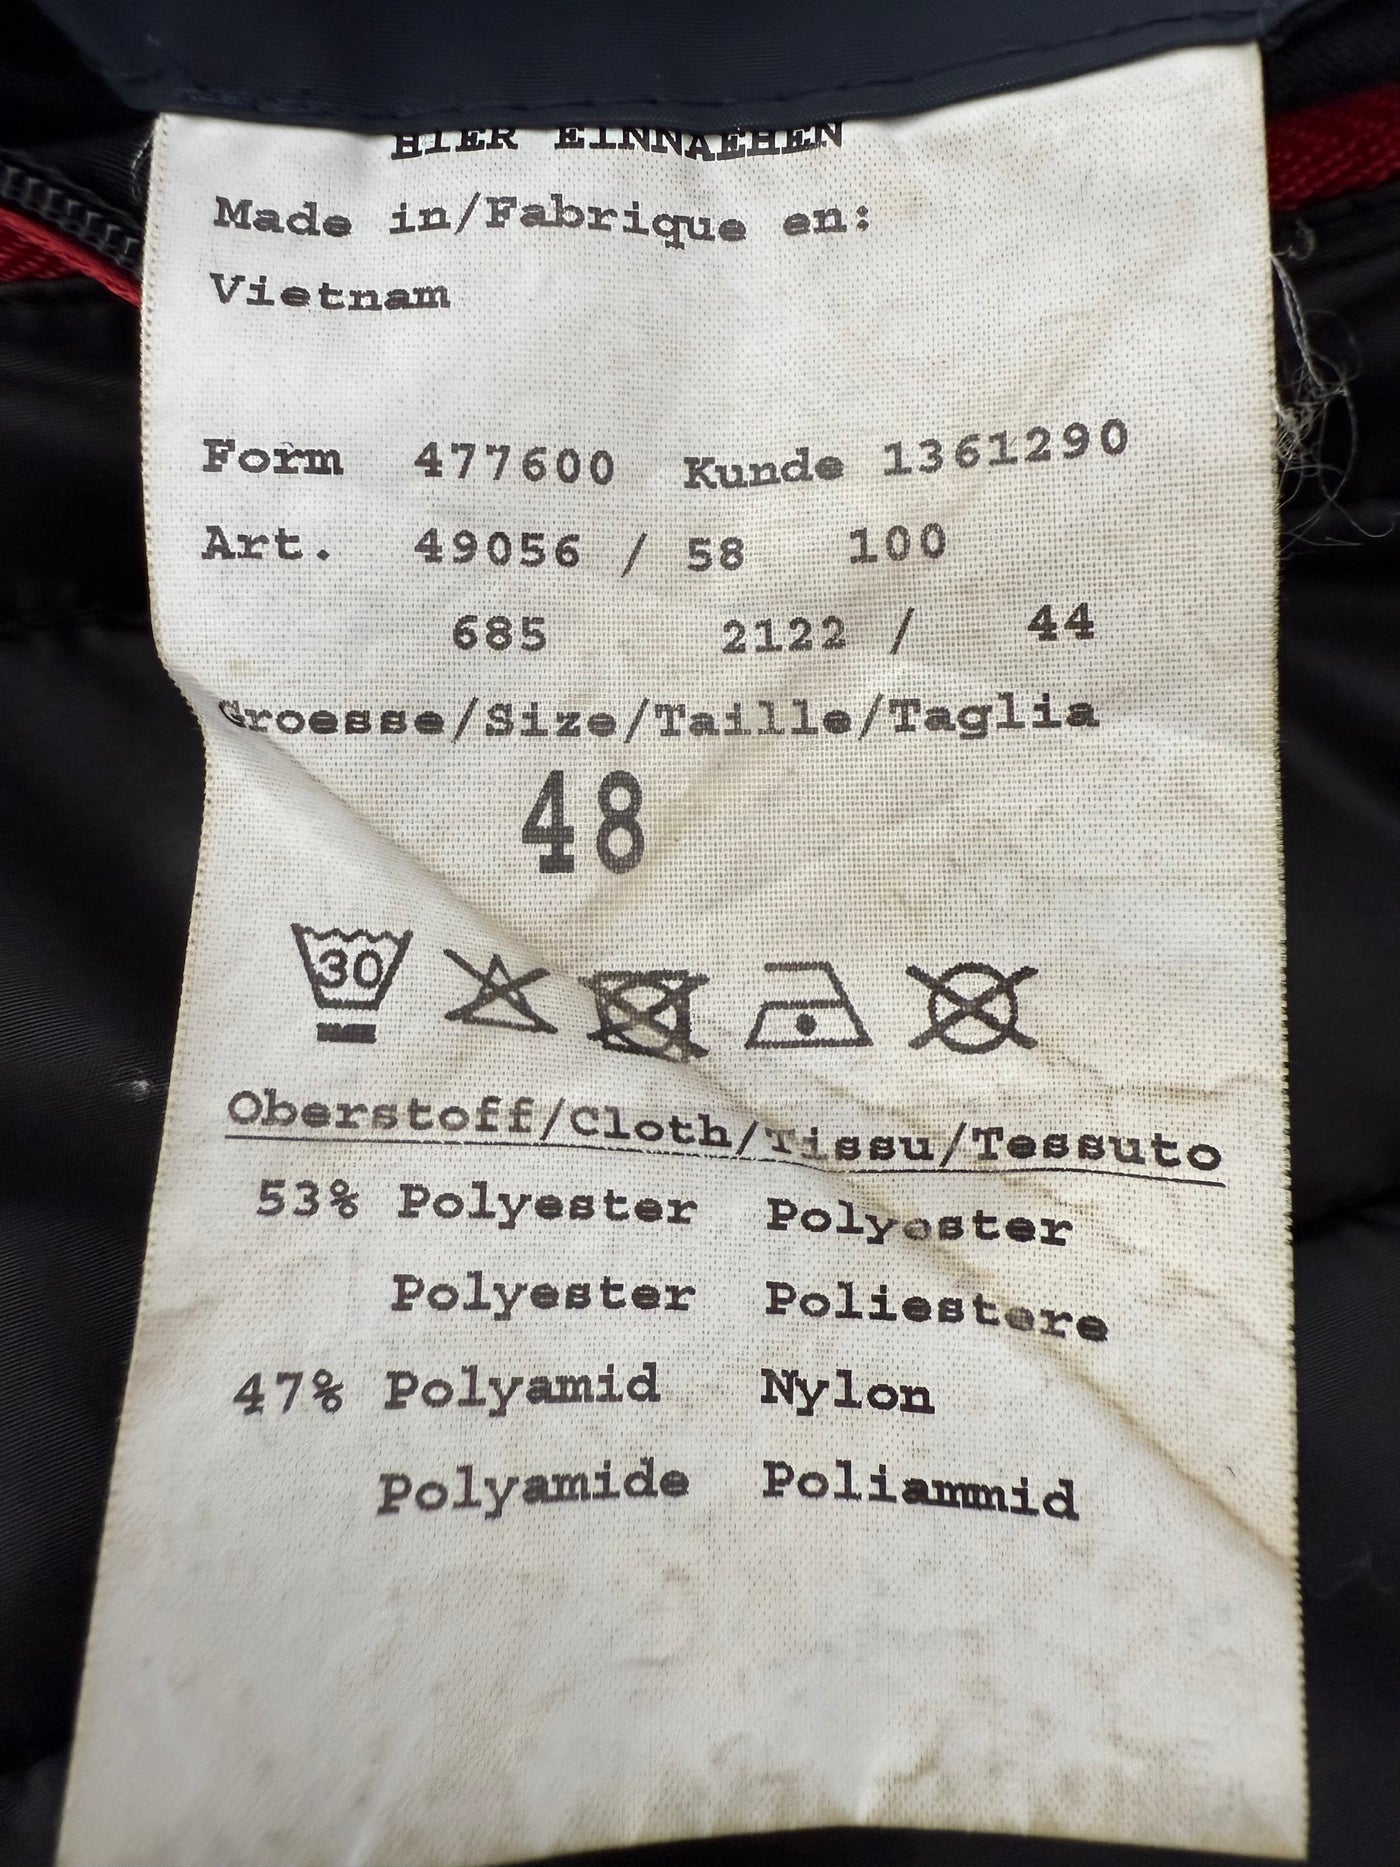 HIER EINNAEHEN
Made in/Fabrique en:
Vietnam
Form 477600 Kunde 1361290
Art. 49056 / 58 100
685 2122 / 44
Groesse/Size/Taille/Taglia
48
30
Oberstoff/Cloth/Tissu/Tessuto
53% Polyester Polyester
Polyester Poliestere
47% Polyamid Nylon
Polyamide Poliammid